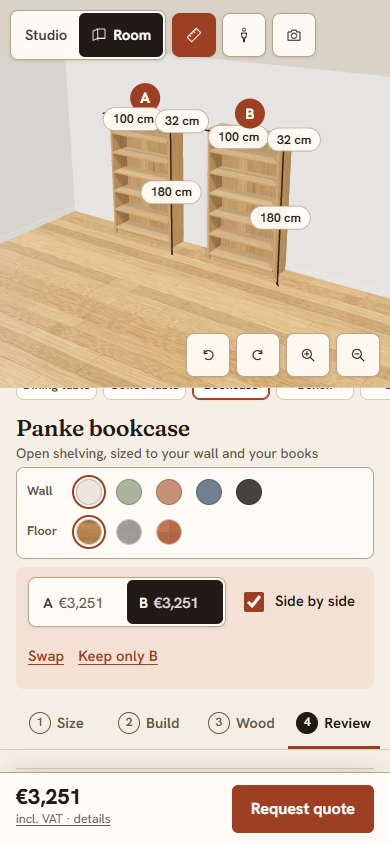 Studio Room
A
B
100 cm 32 cm
100 cm 32 cm
180 cm
180 cm
Panke bookcase
Open shelving, sized to your wall and your books
Wall
Floor
A €3,251 B €3,251 Side by side
Swap Keep only B
1 Size 2 Build 3 Wood 4 Review
€3,251
incl. VAT · details
Request quote